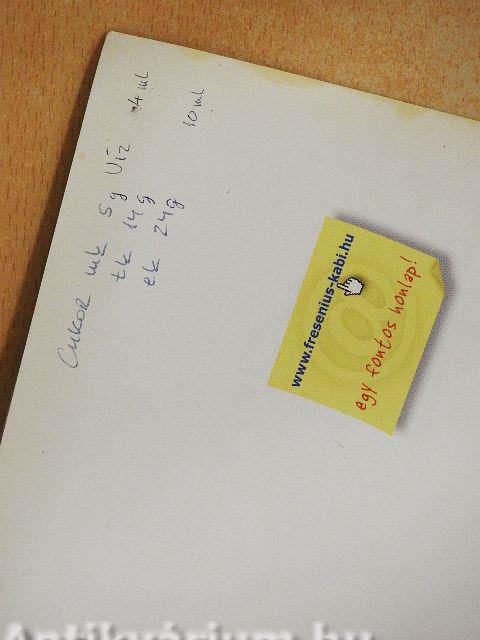 Cukor mk 5g Víz 4 ml
tk 14g 10 ml
ek 24g
www.fresenius-kabi.hu
egy fontos honlap!
Antikvárium.hu